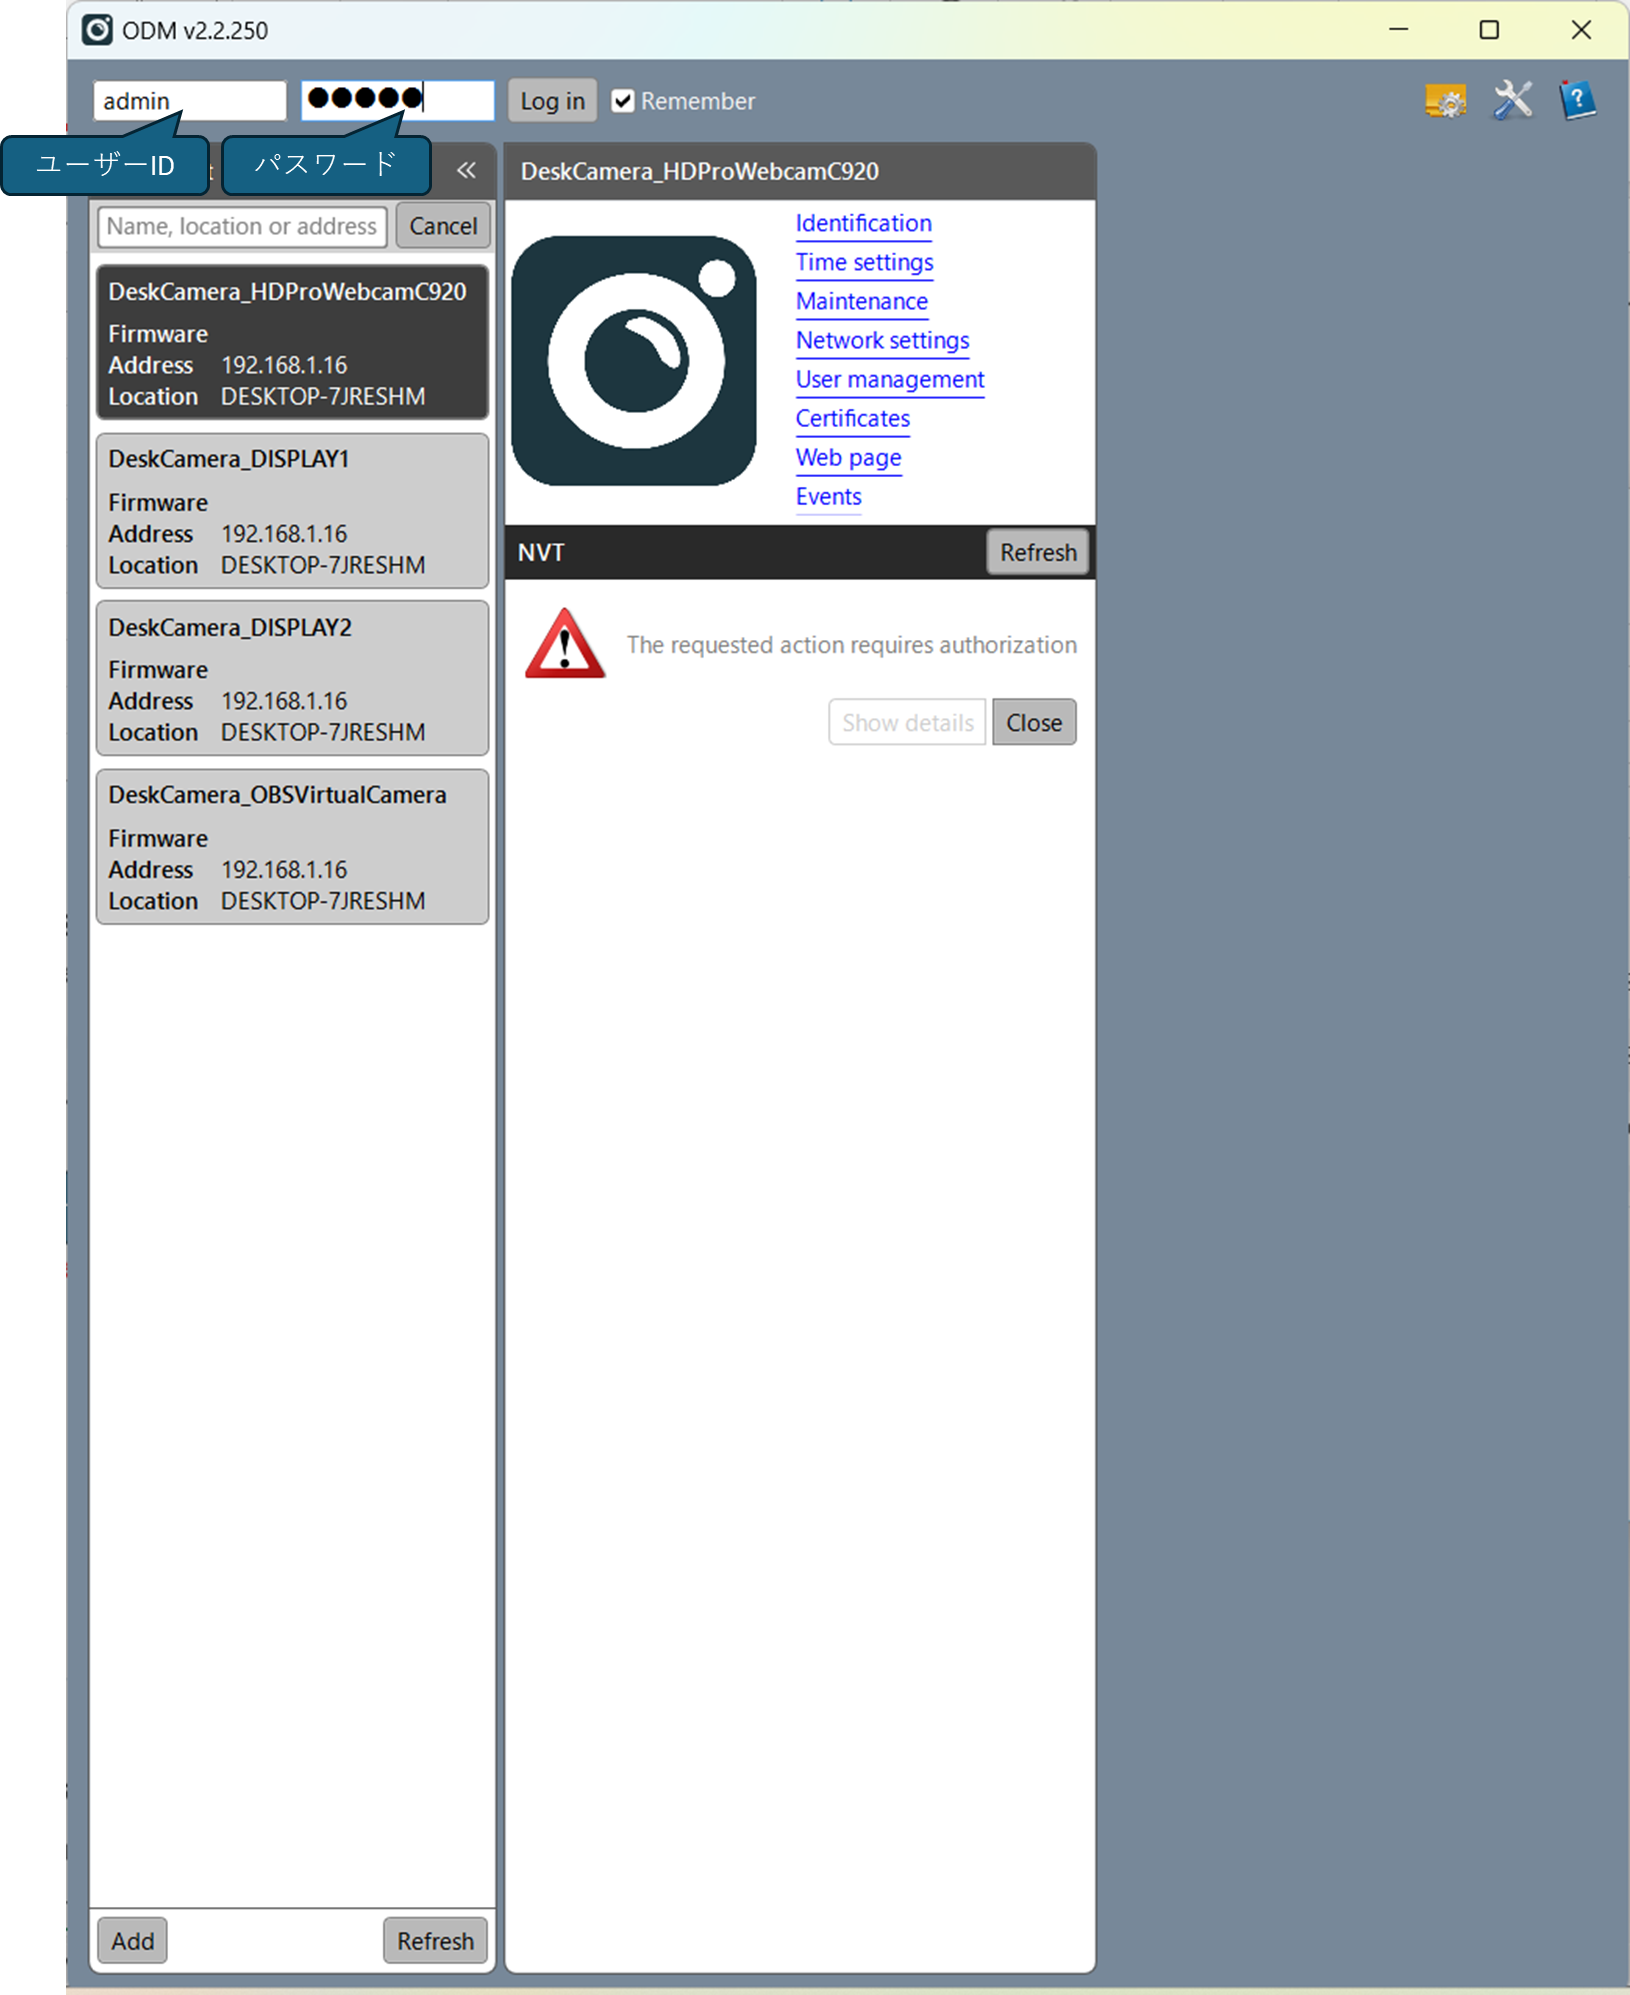 ODM v2.2.250
admin
Log in
Remember
ユーザーID
パスワード
DeskCamera_HDProWebcamC920
Name, location or address
Cancel
DeskCamera_HDProWebcamC920
Firmware
Address 192.168.1.16
Location DESKTOP-7JRESHM
DeskCamera_DISPLAY1
Firmware
Address 192.168.1.16
Location DESKTOP-7JRESHM
DeskCamera_DISPLAY2
Firmware
Address 192.168.1.16
Location DESKTOP-7JRESHM
DeskCamera_OBSVirtualCamera
Firmware
Address 192.168.1.16
Location DESKTOP-7JRESHM
Add
Refresh
Identification
Time settings
Maintenance
Network settings
User management
Certificates
Web page
Events
NVT
Refresh
The requested action requires authorization
Show details
Close